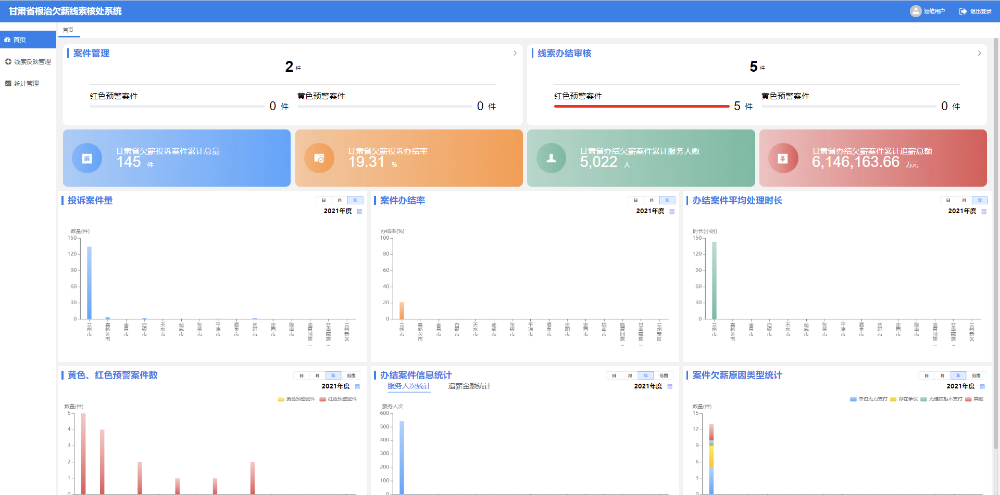 甘肃省根治欠薪线索核处系统
运维用户
退出登录
首页
线索反映管理
统计管理
首页
案件管理
2 件
红色预警案件
0 件
黄色预警案件
0 件
线索办结审核
5 件
红色预警案件
5 件
黄色预警案件
0 件
诉
甘肃省欠薪投诉案件累计总量
145 件
甘肃省欠薪投诉办结率
19.31 %
甘肃省办结欠薪案件累计服务人数
5,022 人
¥
甘肃省办结欠薪案件累计追薪总额
6,146,163.66 万元
投诉案件量
日 月 年
2021年度
数量(件)
150
120
90
60
30
0
兰州市
嘉峪关市
金昌市
白银市
天水市
武威市
张掖市
平凉市
酒泉市
庆阳市
定西市
陇南市
临夏回族...
甘南藏族...
兰州新区
案件办结率
日 月 年
2021年度
办结率(%)
100
80
60
40
20
0
兰州市
嘉峪关市
金昌市
白银市
天水市
武威市
张掖市
平凉市
酒泉市
庆阳市
定西市
陇南市
临夏回族...
甘南藏族...
兰州新区
办结案件平均处理时长
日 月 年
2021年度
时长(小时)
150
120
90
60
30
0
兰州市
嘉峪关市
金昌市
白银市
天水市
武威市
张掖市
平凉市
酒泉市
庆阳市
定西市
陇南市
临夏回族...
甘南藏族...
兰州新区
黄色、红色预警案件数
日 月 年 范围
2021年度
黄色预警案件 红色预警案件
数量(件)
5
4
3
2
1
0
办结案件信息统计
日 月 年 范围
服务人次统计 追薪金额统计
2021年度
服务人次
600
500
400
300
200
100
0
案件欠薪原因类型统计
日 月 年 范围
2021年度
单位无力支付 存在争议 无理由拒不支付 其他
数量(件)
15
12
9
6
3
0